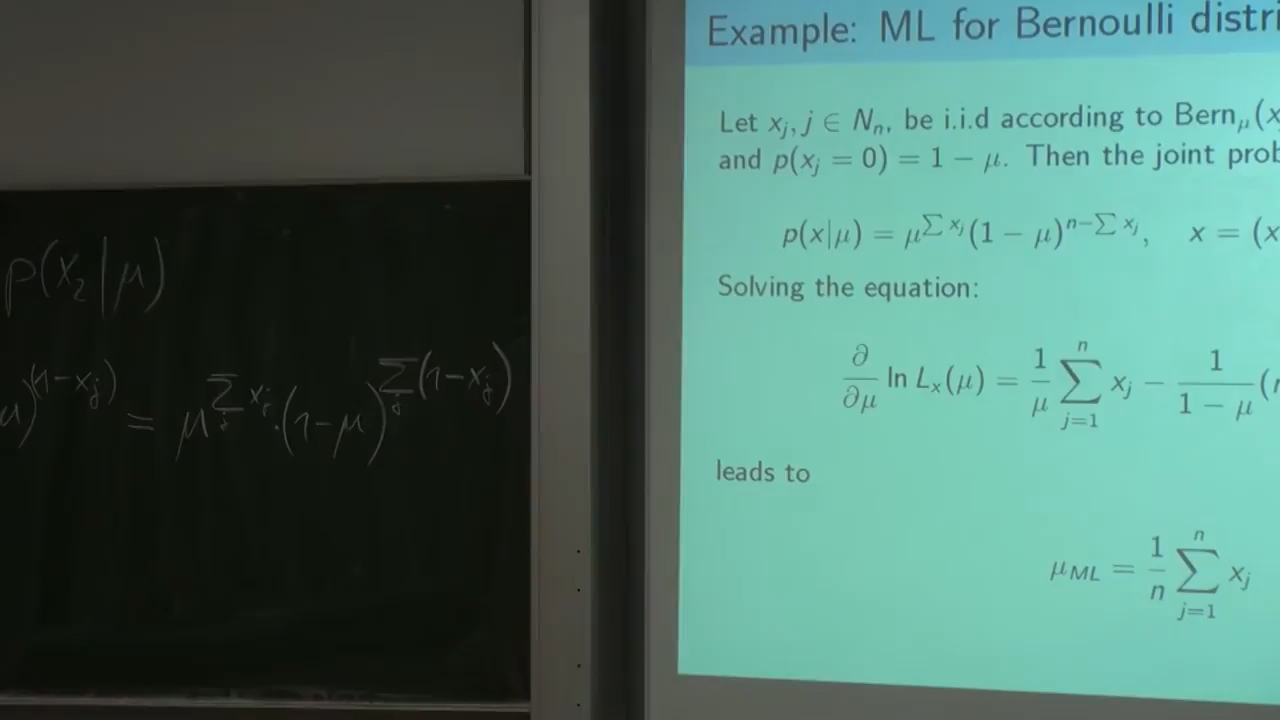 p(x₂|μ)
μ)^(1-xⱼ) = μ^∑ⱼ xⱼ · (1-μ)^∑ⱼ(1-xⱼ)
Example: ML for Bernoulli distri
Let xⱼ, j ∈ Nₙ, be i.i.d according to Bern_μ(x
and p(xⱼ = 0) = 1 − μ. Then the joint prob
p(x|μ) = μ^∑ xⱼ (1 − μ)^n−∑ xⱼ, x = (x
Solving the equation:
∂/∂μ ln Lₓ(μ) = 1/μ ∑_{j=1}^{n} xⱼ − 1/(1 − μ) (n
leads to
μ_ML = 1/n ∑_{j=1}^{n} xⱼ